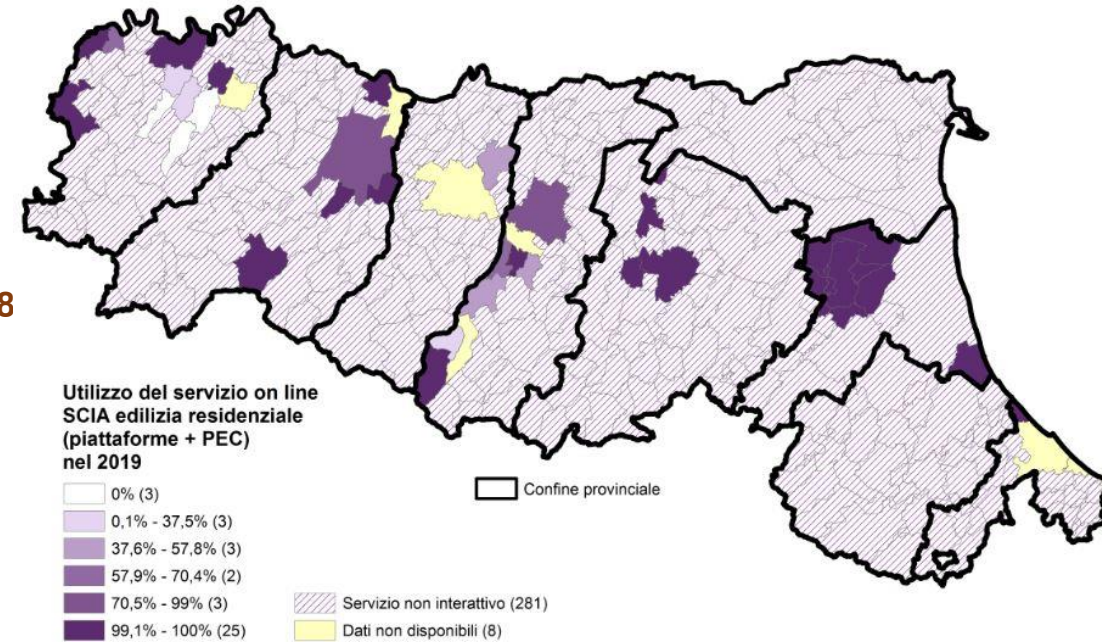 8
Utilizzo del servizio on line
SCIA edilizia residenziale
(piattaforme + PEC)
nel 2019
0% (3)
0,1% - 37,5% (3)
37,6% - 57,8% (3)
57,9% - 70,4% (2)
70,5% - 99% (3)
99,1% - 100% (25)
Confine provinciale
Servizio non interattivo (281)
Dati non disponibili (8)